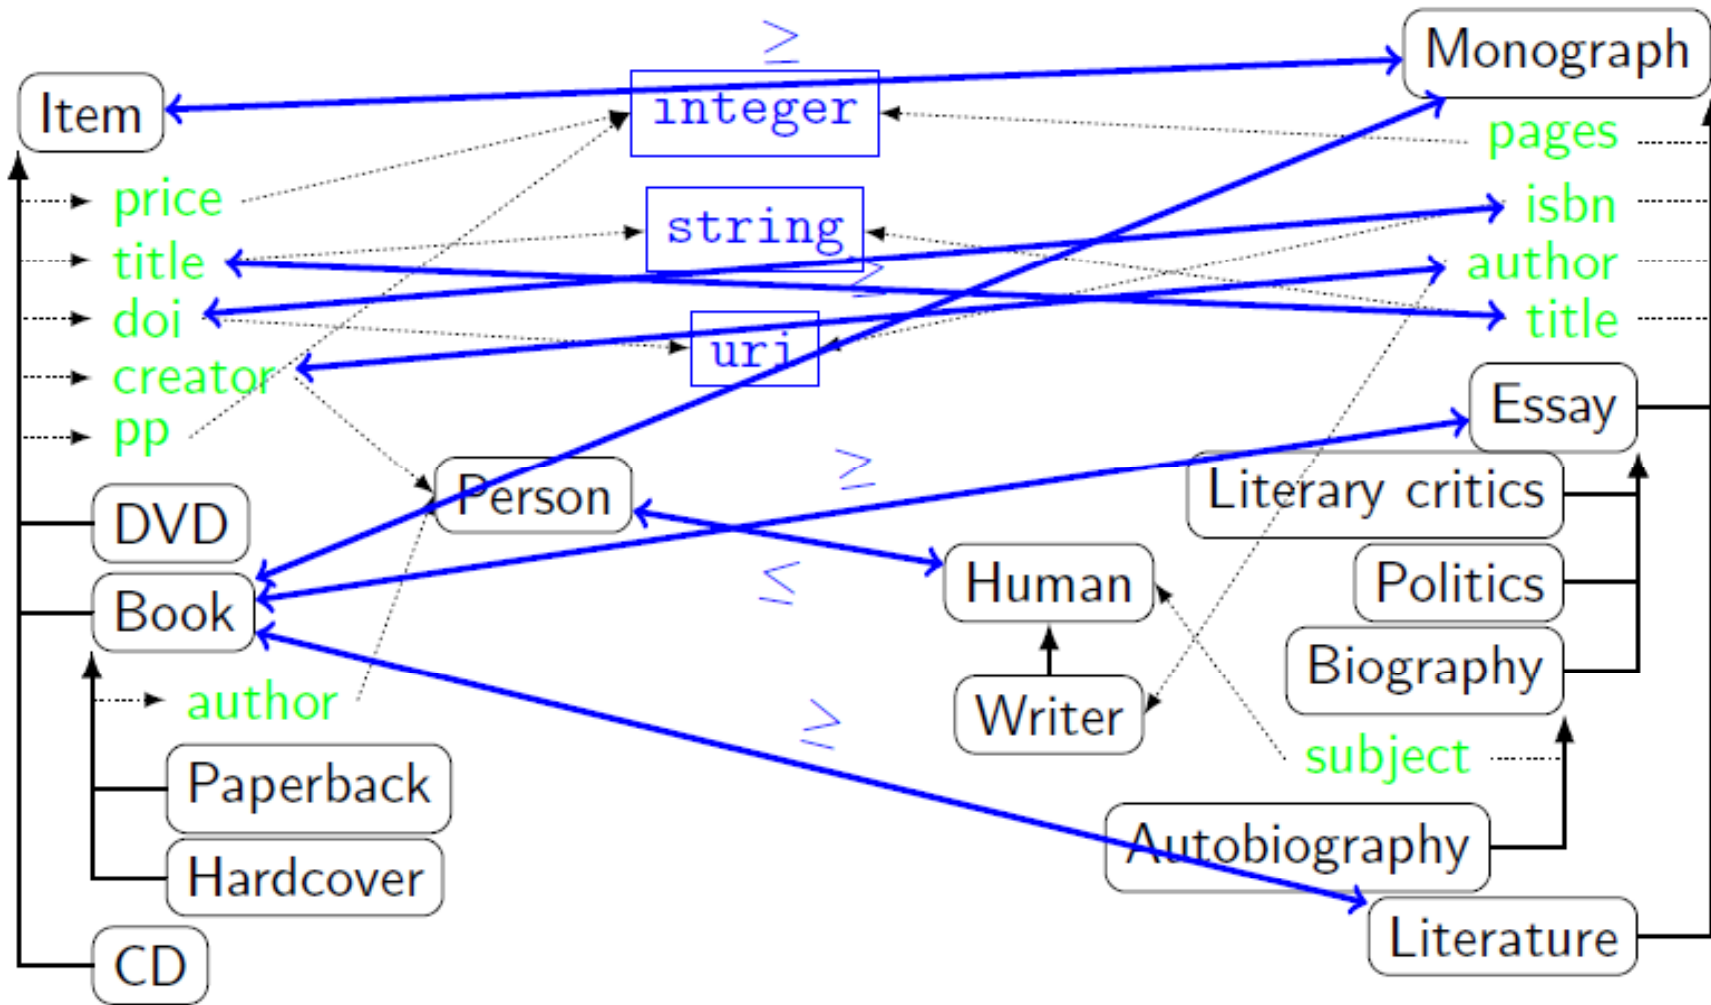 ≥
Monograph
Item
integer
pages
price
isbn
string
title
author
≥
doi
title
uri
creator
Essay
pp
≥
Person
Literary critics
DVD
≤
Human
Politics
Book
Biography
author
Writer
≥
subject
Paperback
Autobiography
Hardcover
Literature
CD